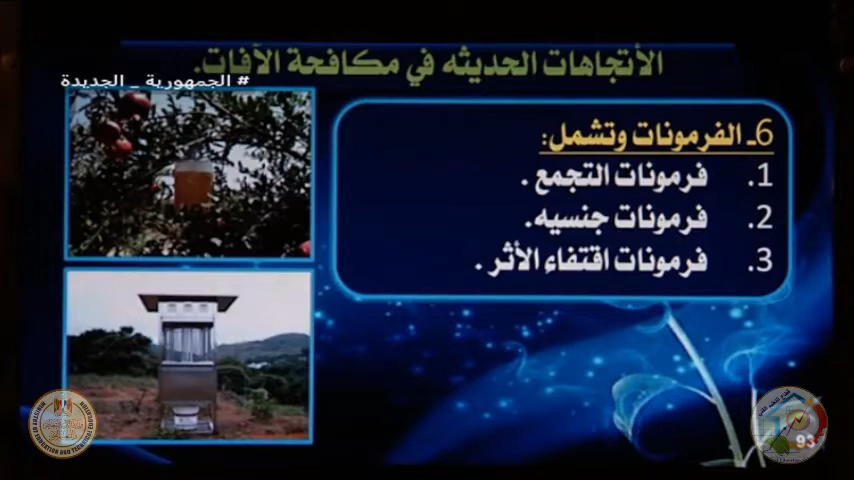 الأتجاهات الحديثه في مكافحة الآفات.
# الجمهورية _ الجديدة
6ـ الفرمونات وتشمل:
1. فرمونات التجمع .
2. فرمونات جنسيه.
3. فرمونات اقتفاء الأثر .
93